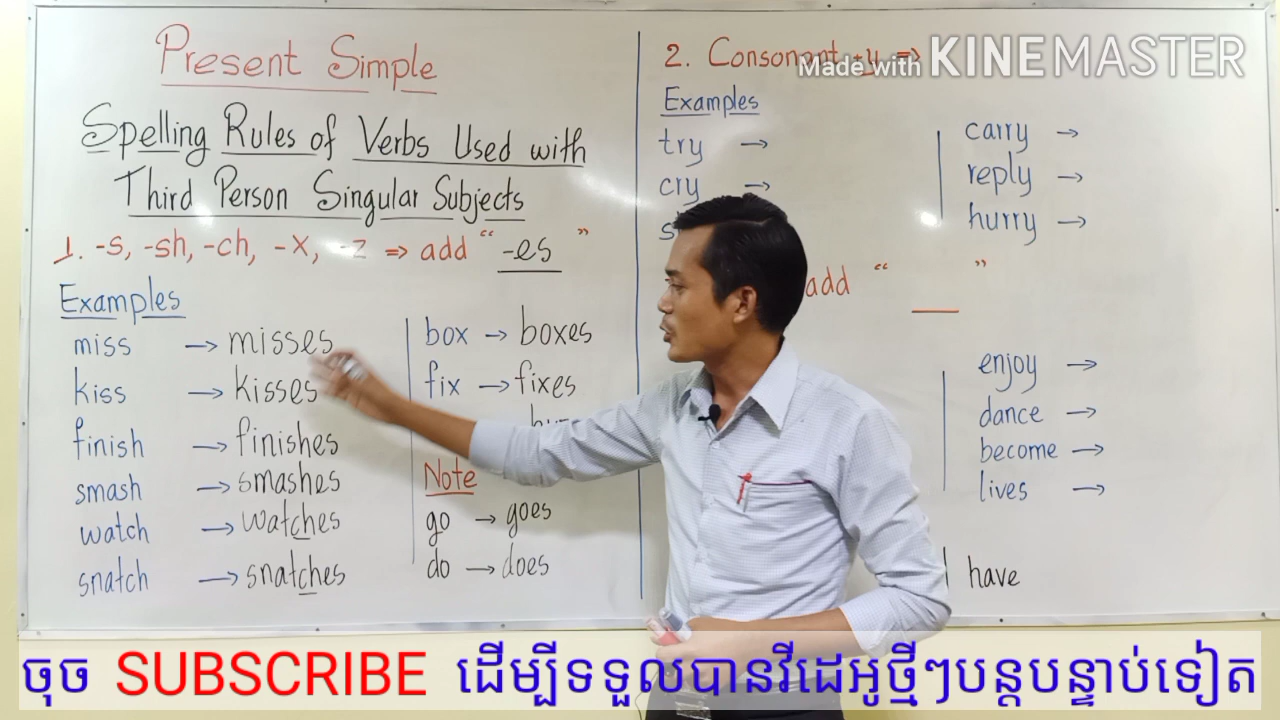 Present Simple
Spelling Rules of Verbs Used with
Third Person Singular Subjects
1. -s, -sh, -ch, -x, -z => add “ -es ”
Examples
miss → misses
kiss → kisses
finish → finishes
smash → smashes
watch → watches
snatch → snatches
box → boxes
fix → fixes
Note
go → goes
do → does
2. Consonant +y =>
Made with KINEMASTER
Examples
try →
cry →
carry →
reply →
hurry →
add “ ”
enjoy →
dance →
become →
lives →
have
ចុច SUBSCRIBE ដើម្បីទទួលបានវីដេអូថ្មីៗបន្តបន្ទាប់ទៀត